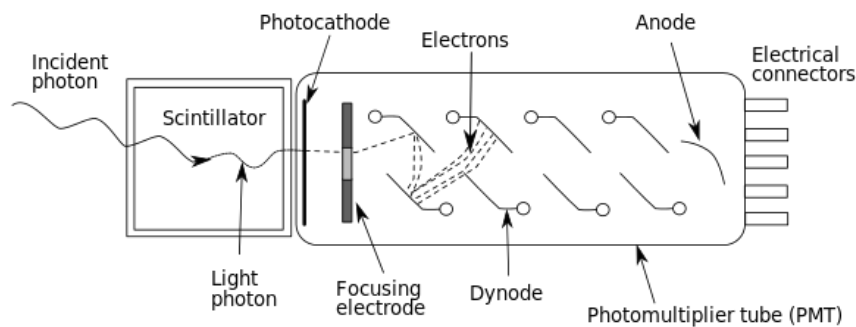 Photocathode
Anode
Electrons
Incident
photon
Electrical
connectors
Scintillator
Light
photon
Focusing
electrode
Dynode
Photomultiplier tube (PMT)